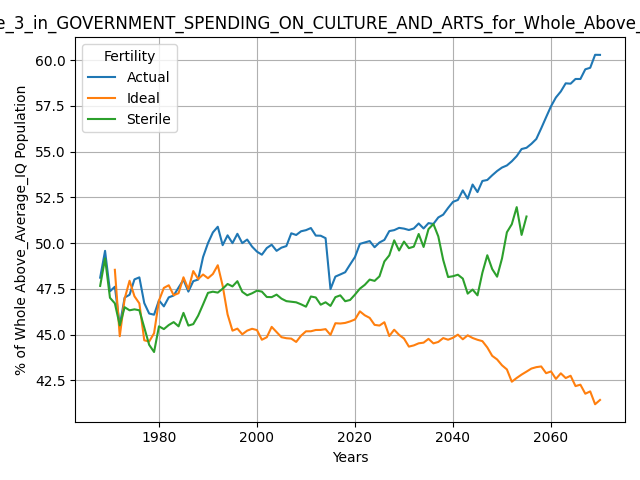 e_3_in_GOVERNMENT_SPENDING_ON_CULTURE_AND_ARTS_for_Whole_Above_
Fertility
Actual
Ideal
Sterile
% of Whole Above_Average_IQ Population
60.0
57.5
55.0
52.5
50.0
47.5
45.0
42.5
1980
2000
2020
2040
2060
Years